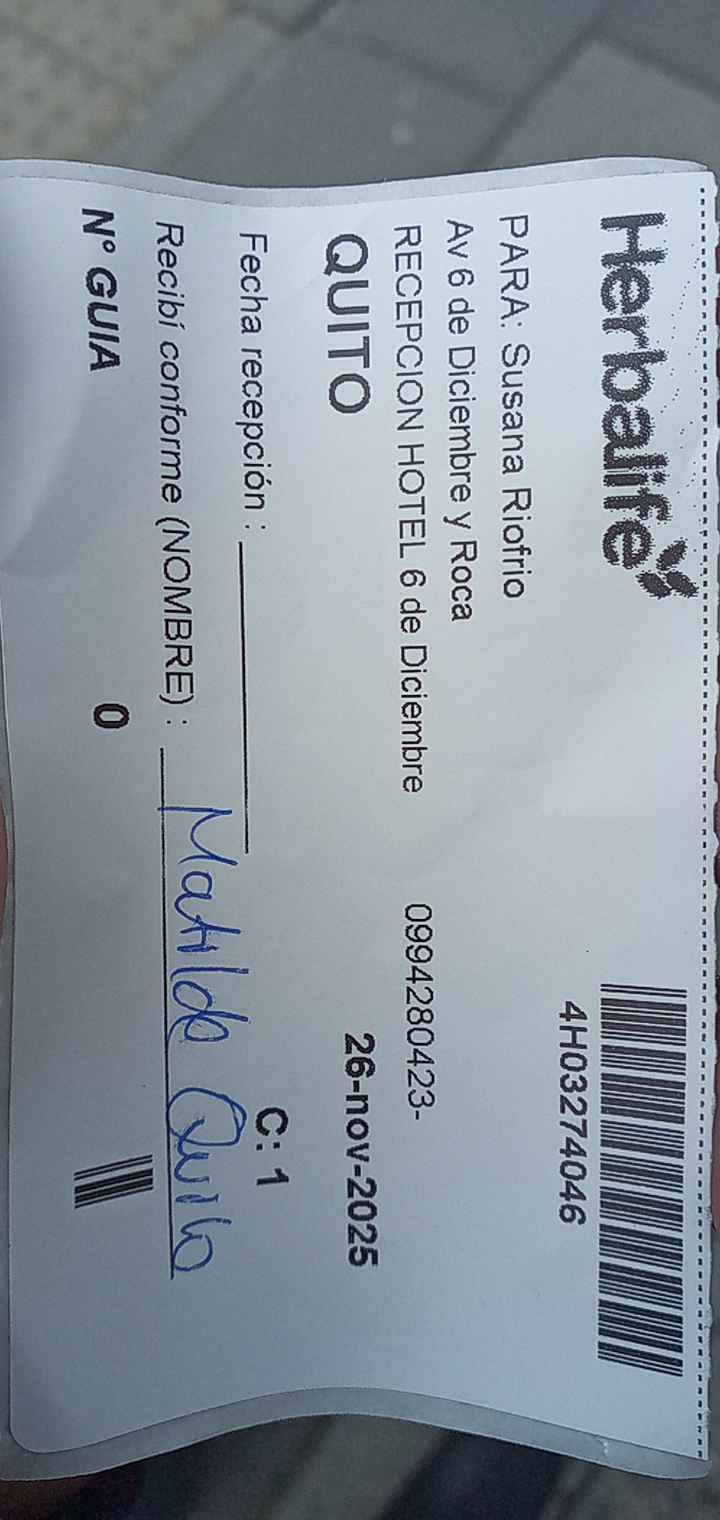 Herbalife
4H03274046
PARA: Susana Riofrio
Av 6 de Diciembre y Roca
RECEPCION HOTEL 6 de Diciembre 0994280423-
QUITO 26-nov-2025
Fecha recepción : C: 1
Recibí conforme (NOMBRE) : Matilde
N° GUIA 0